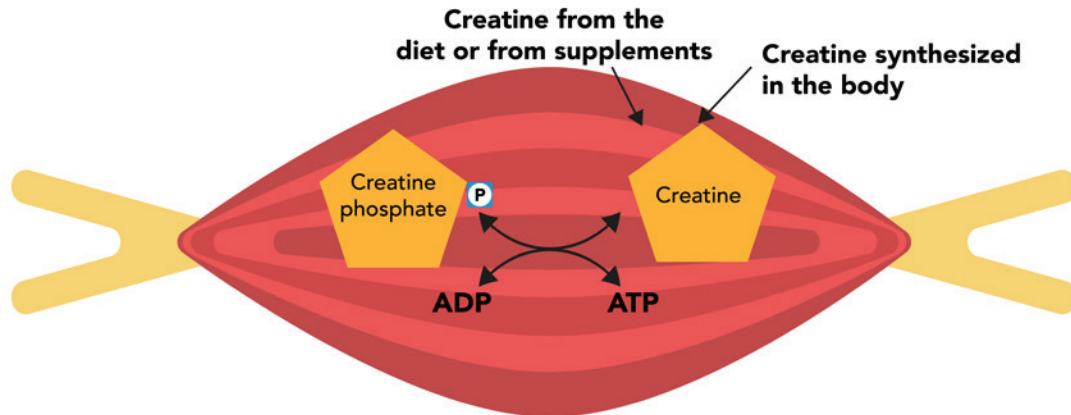 Creatine from the
diet or from supplements
Creatine synthesized
in the body
Creatine
phosphate
P
Creatine
ADP
ATP